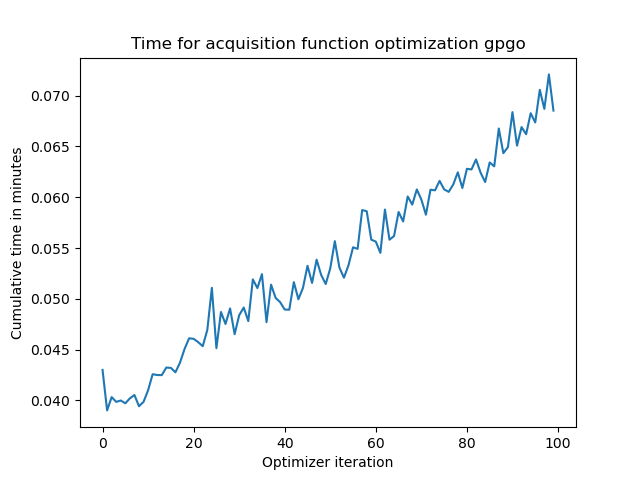 Time for acquisition function optimization gpgo
Cumulative time in minutes
0.070
0.065
0.060
0.055
0.050
0.045
0.040
0 20 40 60 80 100
Optimizer iteration